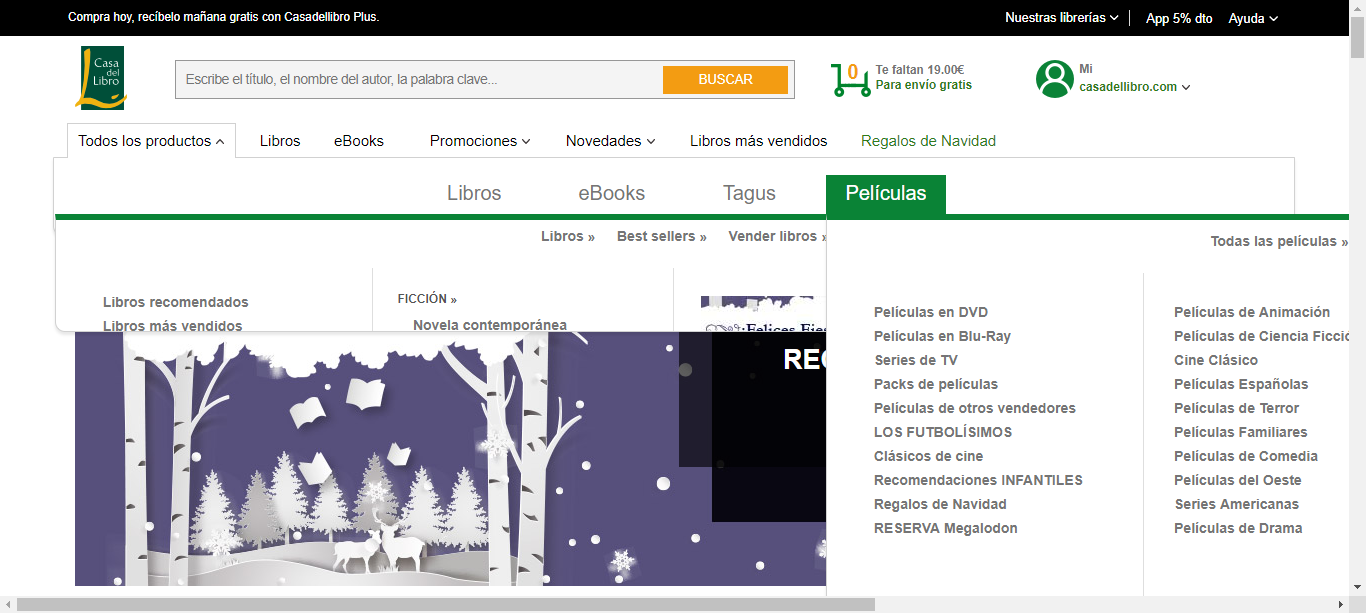 Compra hoy, recíbelo mañana gratis con Casadellibro Plus.
Nuestras librerías
App 5% dto
Ayuda
Casa
del
Libro
Escribe el título, el nombre del autor, la palabra clave...
BUSCAR
0
Te faltan 19.00€
Para envío gratis
Mi
casadellibro.com
Todos los productos
Libros
eBooks
Promociones
Novedades
Libros más vendidos
Regalos de Navidad
Libros
eBooks
Tagus
Películas
Libros »
Best sellers »
Vender libros »
Todas las películas »
Libros recomendados
Libros más vendidos
FICCIÓN »
Novela contemporánea
Películas en DVD
Películas en Blu-Ray
Series de TV
Packs de películas
Películas de otros vendedores
LOS FUTBOLÍSIMOS
Clásicos de cine
Recomendaciones INFANTILES
Regalos de Navidad
RESERVA Megalodon
Películas de Animación
Películas de Ciencia Ficció
Cine Clásico
Películas Españolas
Películas de Terror
Películas Familiares
Películas de Comedia
Películas del Oeste
Series Americanas
Películas de Drama